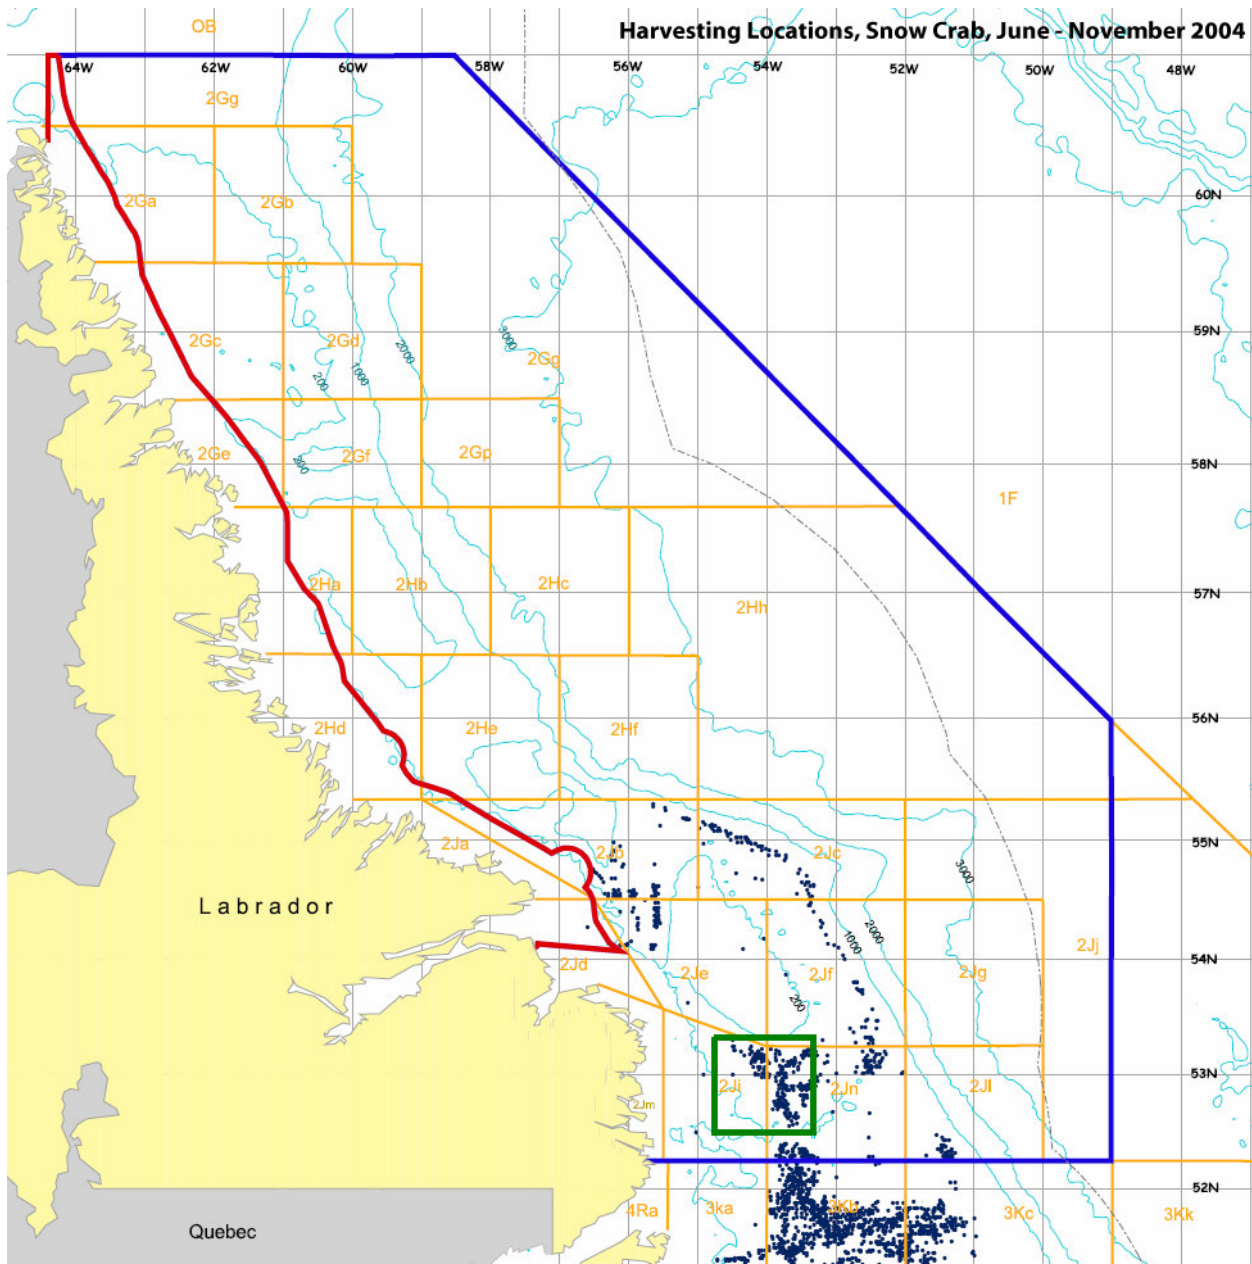 OB
Harvesting Locations, Snow Crab, June - November 2004
64W 62W 60W 58W 56W 54W 52W 50W 48W
2Gg
2Ga 2Gb 60N
59N
2Gc 2Gd 3000 2000 2Gg
200 1000
2Ge 200 2Gf 2Gp 58N
1F
2Ha 2Hb 2Hc 57N
2Hh
2Hd 2He 2Hf 56N
2Ja 2Jb 2Jc 55N
3000
Labrador
1000 2000 2Jj
2Jd 2Je 2Jf 2Jg 54N
200
2Ji 2Jn 2Jl 53N
2Jm
52N
4Ra 3ka 3Kb 3Kc 3Kk
Quebec